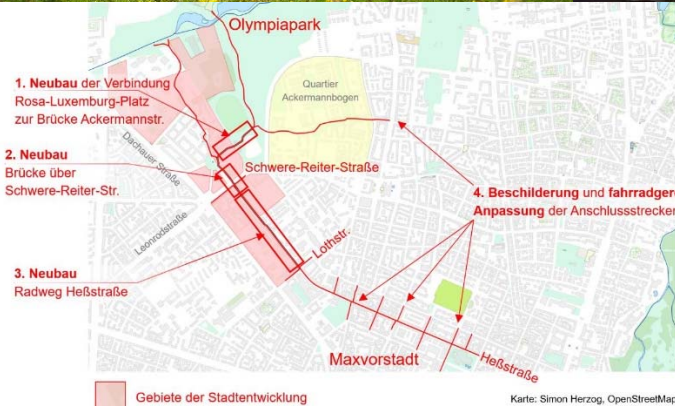 Olympiapark
1. Neubau der Verbindung
Rosa-Luxemburg-Platz
zur Brücke Ackermannstr.
Quartier
Ackermannbogen
Dachauer Straße
2. Neubau
Brücke über
Schwere-Reiter-Str.
Schwere-Reiter-Straße
Leonrodstraße
4. Beschilderung und fahrradgere
Anpassung der Anschlussstrecken
Lothstr.
3. Neubau
Radweg Heßstraße
Maxvorstadt
Heßstraße
Gebiete der Stadtentwicklung
Karte: Simon Herzog, OpenStreetMap